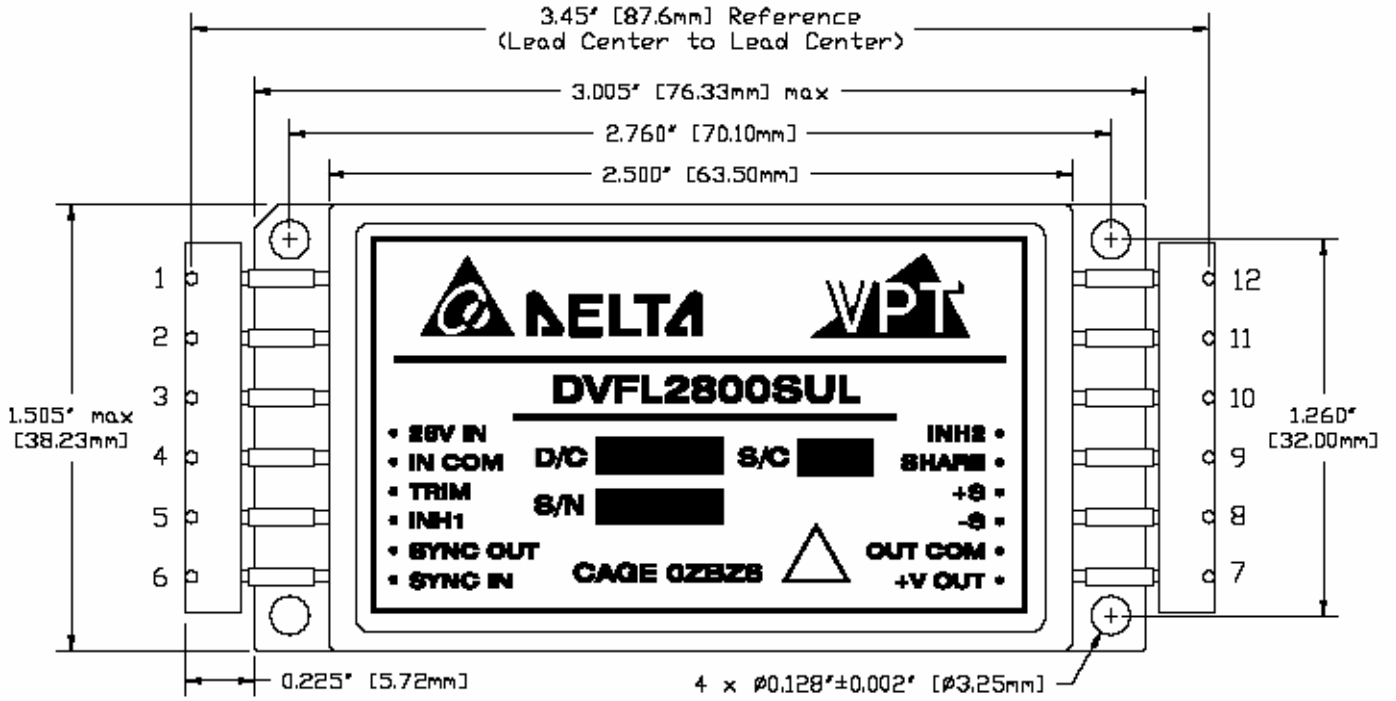 3.45" [87.6mm] Reference
(Lead Center to Lead Center)
3.005" [76.33mm] max
2.760" [70.10mm]
2.500" [63.50mm]
1
2
3
4
5
6
12
11
10
9
8
7
1.505" max
[38.23mm]
1.260"
[32.00mm]
DELTA
VPT
DVFL2800SUL
• 28V IN
• IN COM
• TRIM
• INH1
• SYNC OUT
• SYNC IN
D/C
S/C
S/N
CAGE 0ZBZ6
INH2 •
SHARE •
+S •
-S •
OUT COM •
+V OUT •
0.225" [5.72mm]
4 x ø0.128"±0.002" [ø3.25mm]